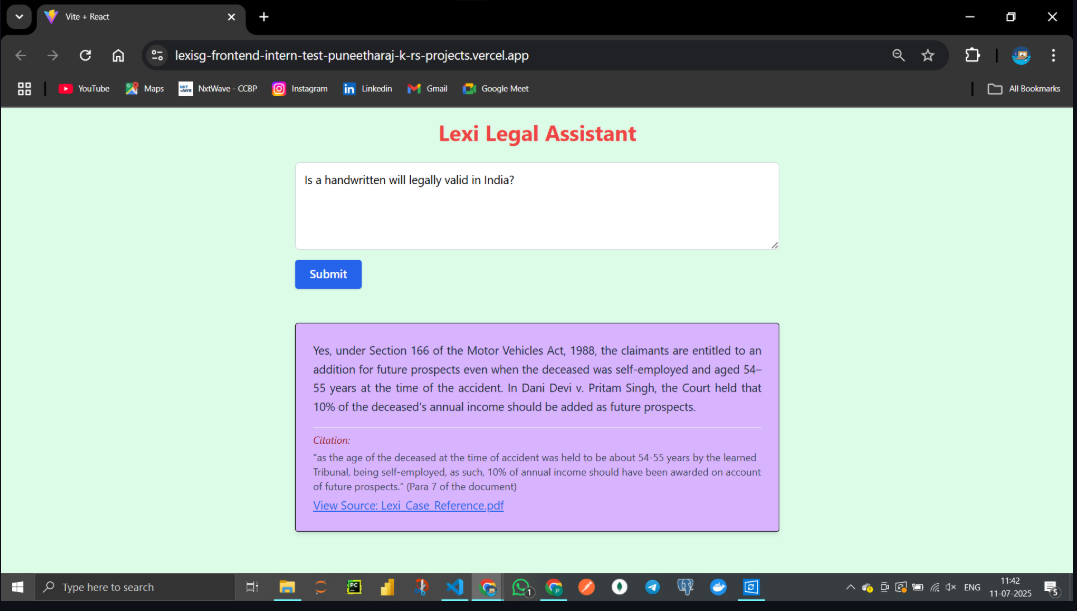 Vite + React
lexisg-frontend-intern-test-puneetharaj-k-rs-projects.vercel.app
YouTube
Maps
NxtWave - CCBP
Instagram
Linkedin
Gmail
Google Meet
All Bookmarks
Lexi Legal Assistant
Is a handwritten will legally valid in India?
Submit
Yes, under Section 166 of the Motor Vehicles Act, 1988, the claimants are entitled to an
addition for future prospects even when the deceased was self-employed and aged 54–
55 years at the time of the accident. In Dani Devi v. Pritam Singh, the Court held that
10% of the deceased's annual income should be added as future prospects.
Citation:
"as the age of the deceased at the time of accident was held to be about 54-55 years by the learned
Tribunal, being self-employed, as such, 10% of annual income should have been awarded on account
of future prospects." (Para 7 of the document)
View Source: Lexi_Case_Reference.pdf
Type here to search
ENG
11:42
11-07-2025